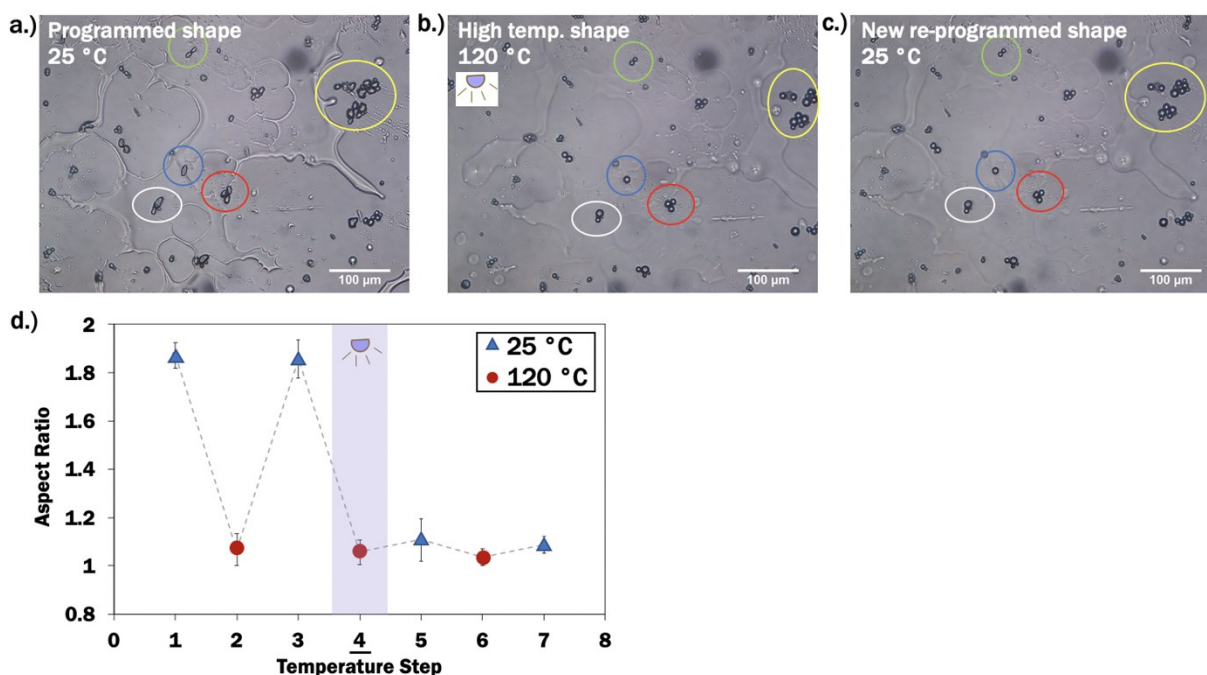 a.)
Programmed shape
25 °C
100 µm
b.)
High temp. shape
120 °C
100 µm
c.)
New re-programmed shape
25 °C
100 µm
d.)
Aspect Ratio
2
1.8
1.6
1.4
1.2
1
0.8
25 °C
120 °C
0 1 2 3 4 5 6 7 8
Temperature Step